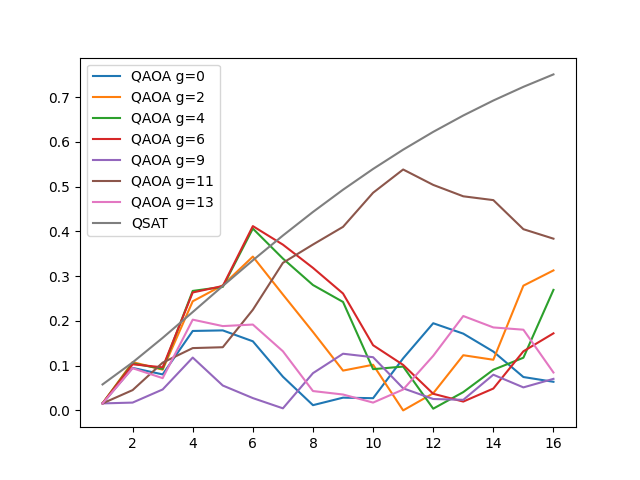 QAOA g=0
QAOA g=2
QAOA g=4
QAOA g=6
QAOA g=9
QAOA g=11
QAOA g=13
QSAT
0.7
0.6
0.5
0.4
0.3
0.2
0.1
0.0
2 4 6 8 10 12 14 16